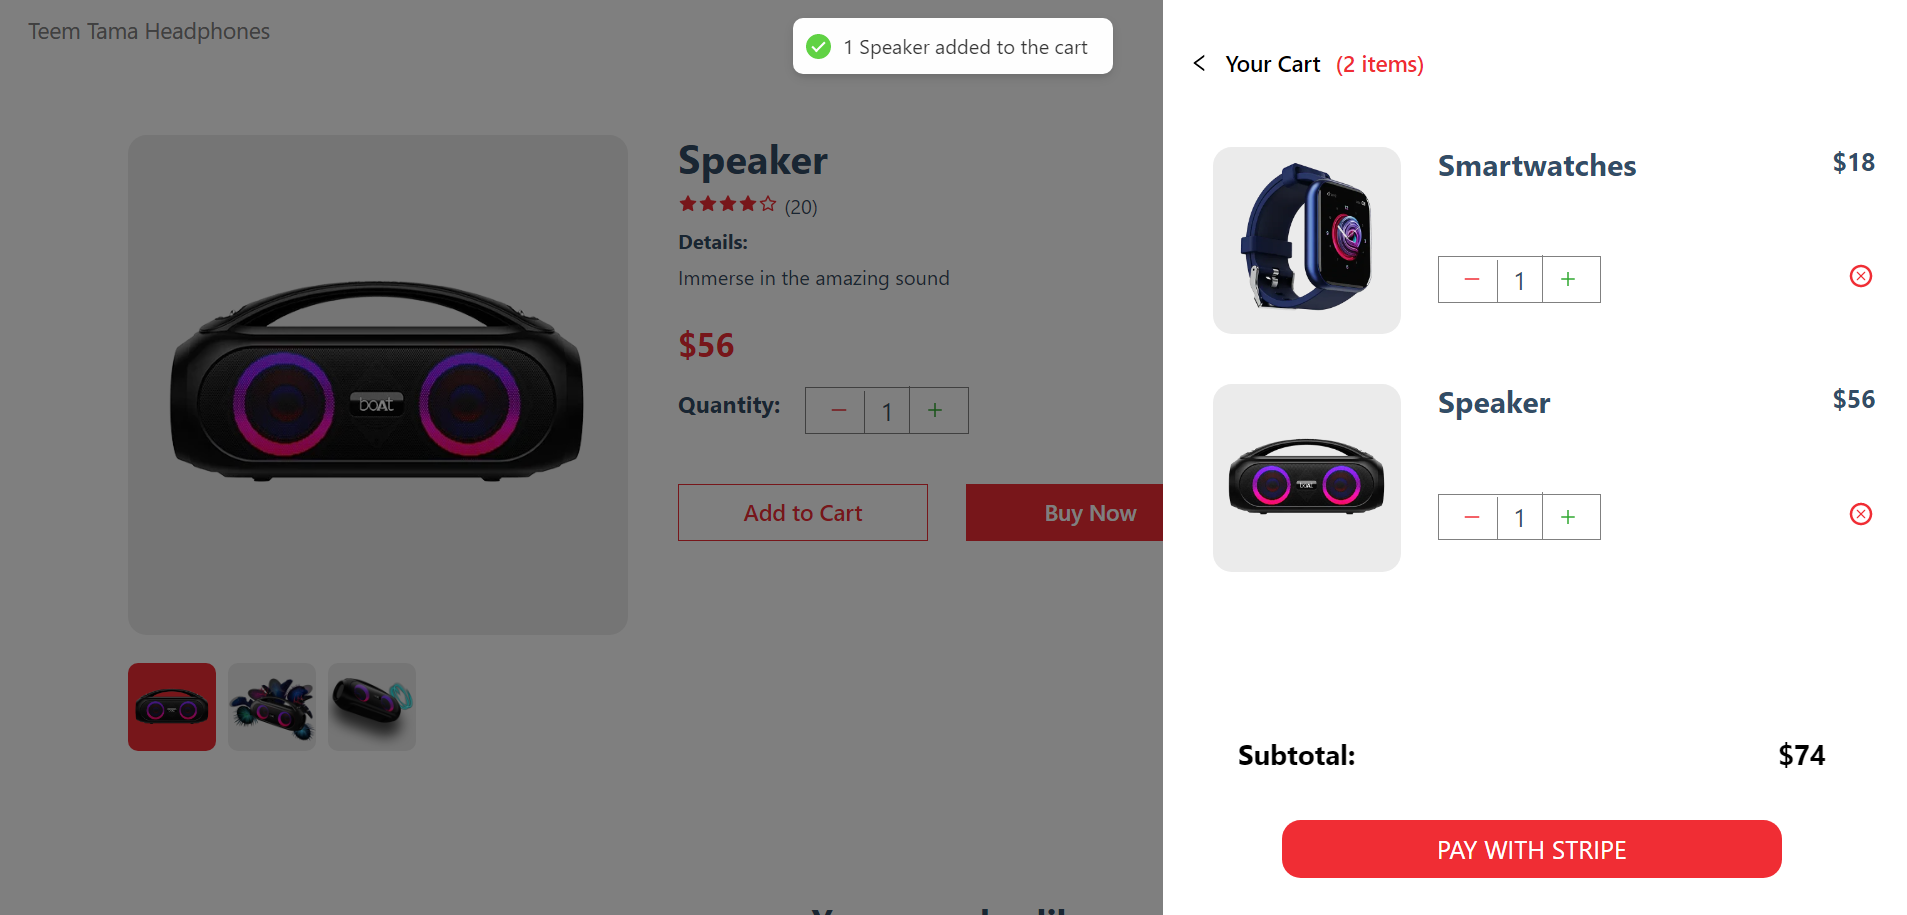 Teem Tama Headphones
1 Speaker added to the cart
Speaker
(20)
Details:
Immerse in the amazing sound
$56
Quantity:
− 1 +
Add to Cart
Buy Now
boAt
Your Cart (2 items)
Smartwatches
$18
− 1 +
Speaker
$56
boAt
− 1 +
Subtotal:
$74
PAY WITH STRIPE